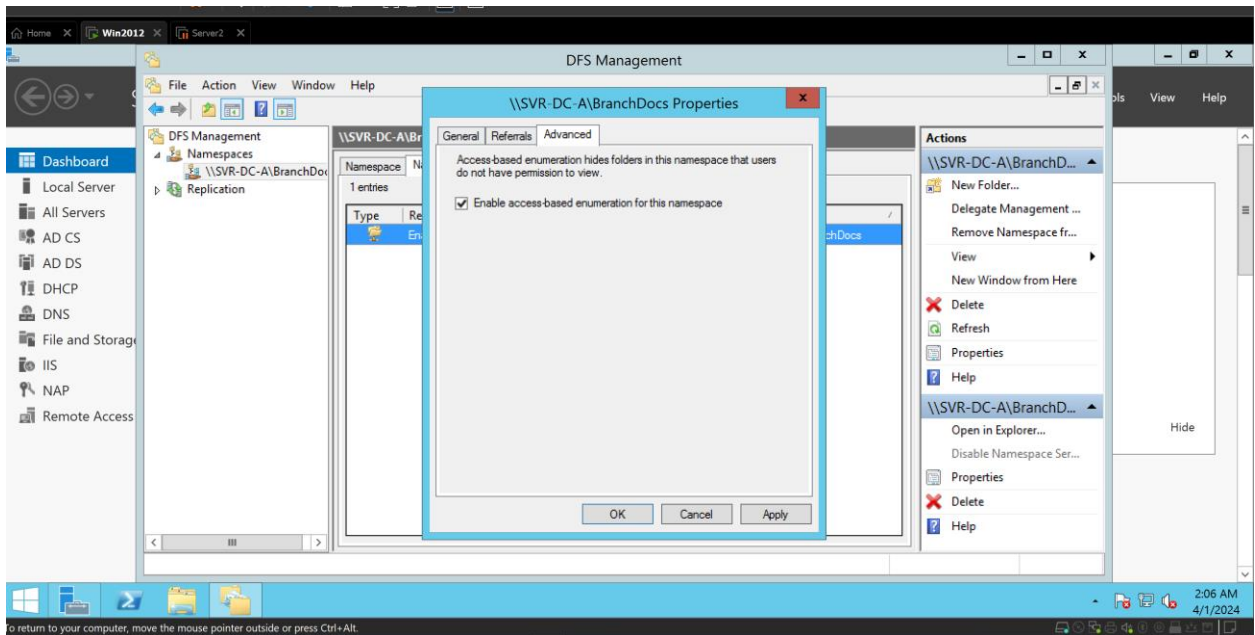 Home X Win2012 X Server2 X
DFS Management
File Action View Window Help
ols View Help
\\SVR-DC-A\BranchDocs Properties
General Referrals Advanced
Access-based enumeration hides folders in this namespace that users
do not have permission to view.
Enable access-based enumeration for this namespace
OK Cancel Apply
Dashboard
Local Server
All Servers
AD CS
AD DS
DHCP
DNS
File and Storage
IIS
NAP
Remote Access
DFS Management
Namespaces
\\SVR-DC-A\BranchDoc
Replication
\\SVR-DC-A\Br
Namespace Na
1 entries
Type Re
En
chDocs
Actions
\\SVR-DC-A\BranchD...
New Folder...
Delegate Management ...
Remove Namespace fr...
View
New Window from Here
Delete
Refresh
Properties
Help
\\SVR-DC-A\BranchD...
Open in Explorer...
Disable Namespace Ser...
Properties
Delete
Help
Hide
2:06 AM
4/1/2024
To return to your computer, move the mouse pointer outside or press Ctrl+Alt.